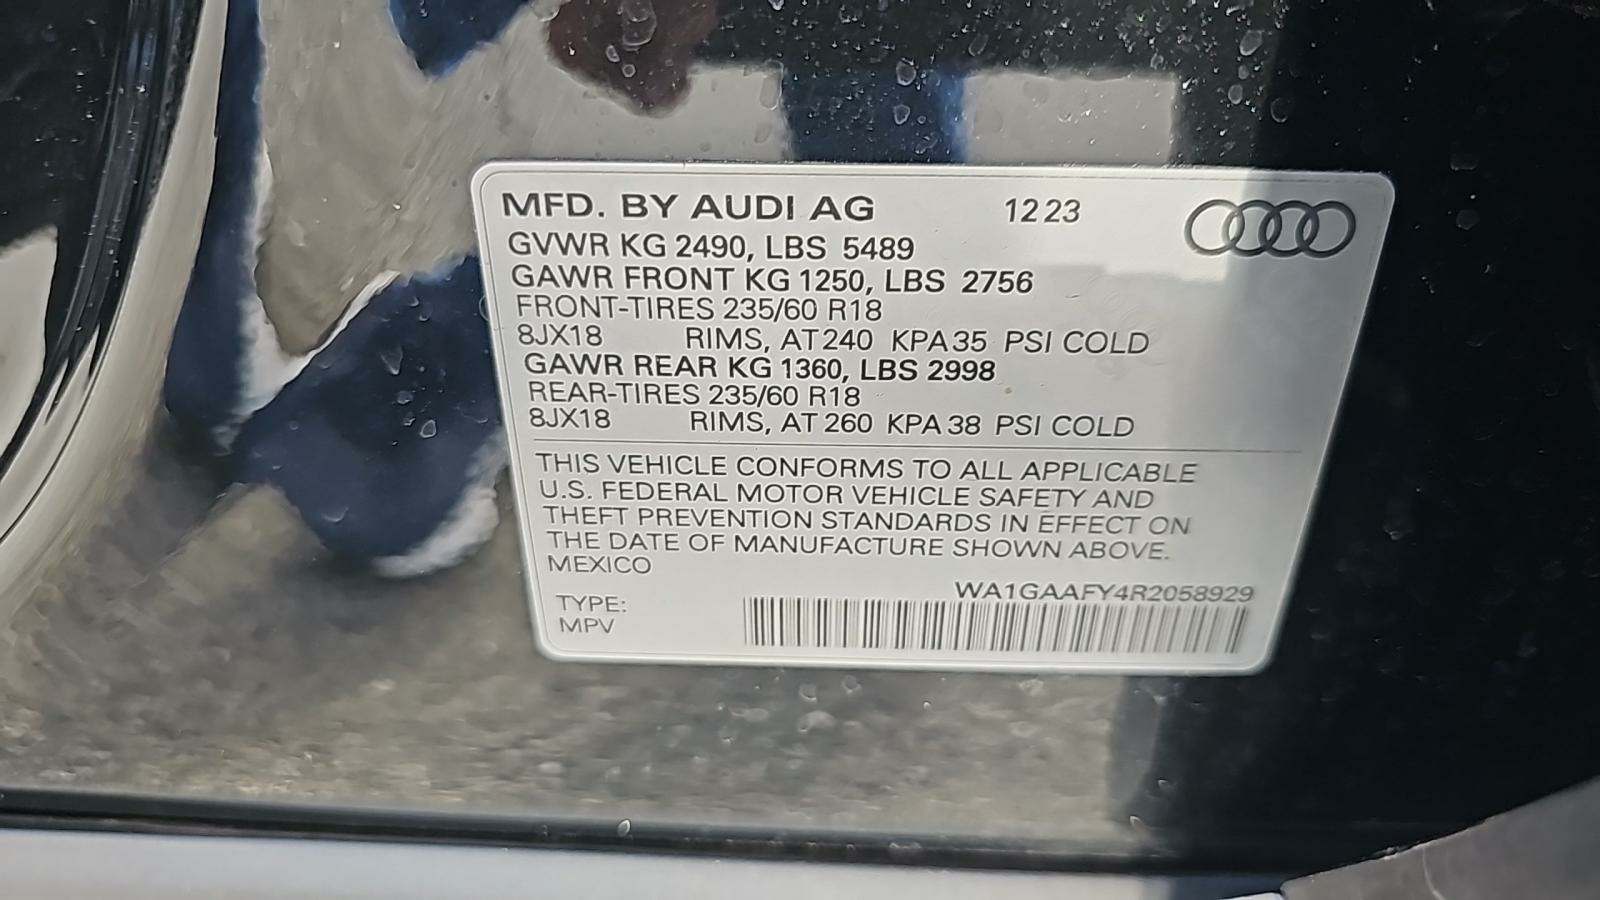 MFD. BY AUDI AG 12 23
GVWR KG 2490, LBS 5489
GAWR FRONT KG 1250, LBS 2756
FRONT-TIRES 235/60 R18
8JX18 RIMS, AT 240 KPA 35 PSI COLD
GAWR REAR KG 1360, LBS 2998
REAR-TIRES 235/60 R18
8JX18 RIMS, AT 260 KPA 38 PSI COLD
THIS VEHICLE CONFORMS TO ALL APPLICABLE
U.S. FEDERAL MOTOR VEHICLE SAFETY AND
THEFT PREVENTION STANDARDS IN EFFECT ON
THE DATE OF MANUFACTURE SHOWN ABOVE.
MEXICO
WA1GAAFY4R2058929
TYPE:
MPV